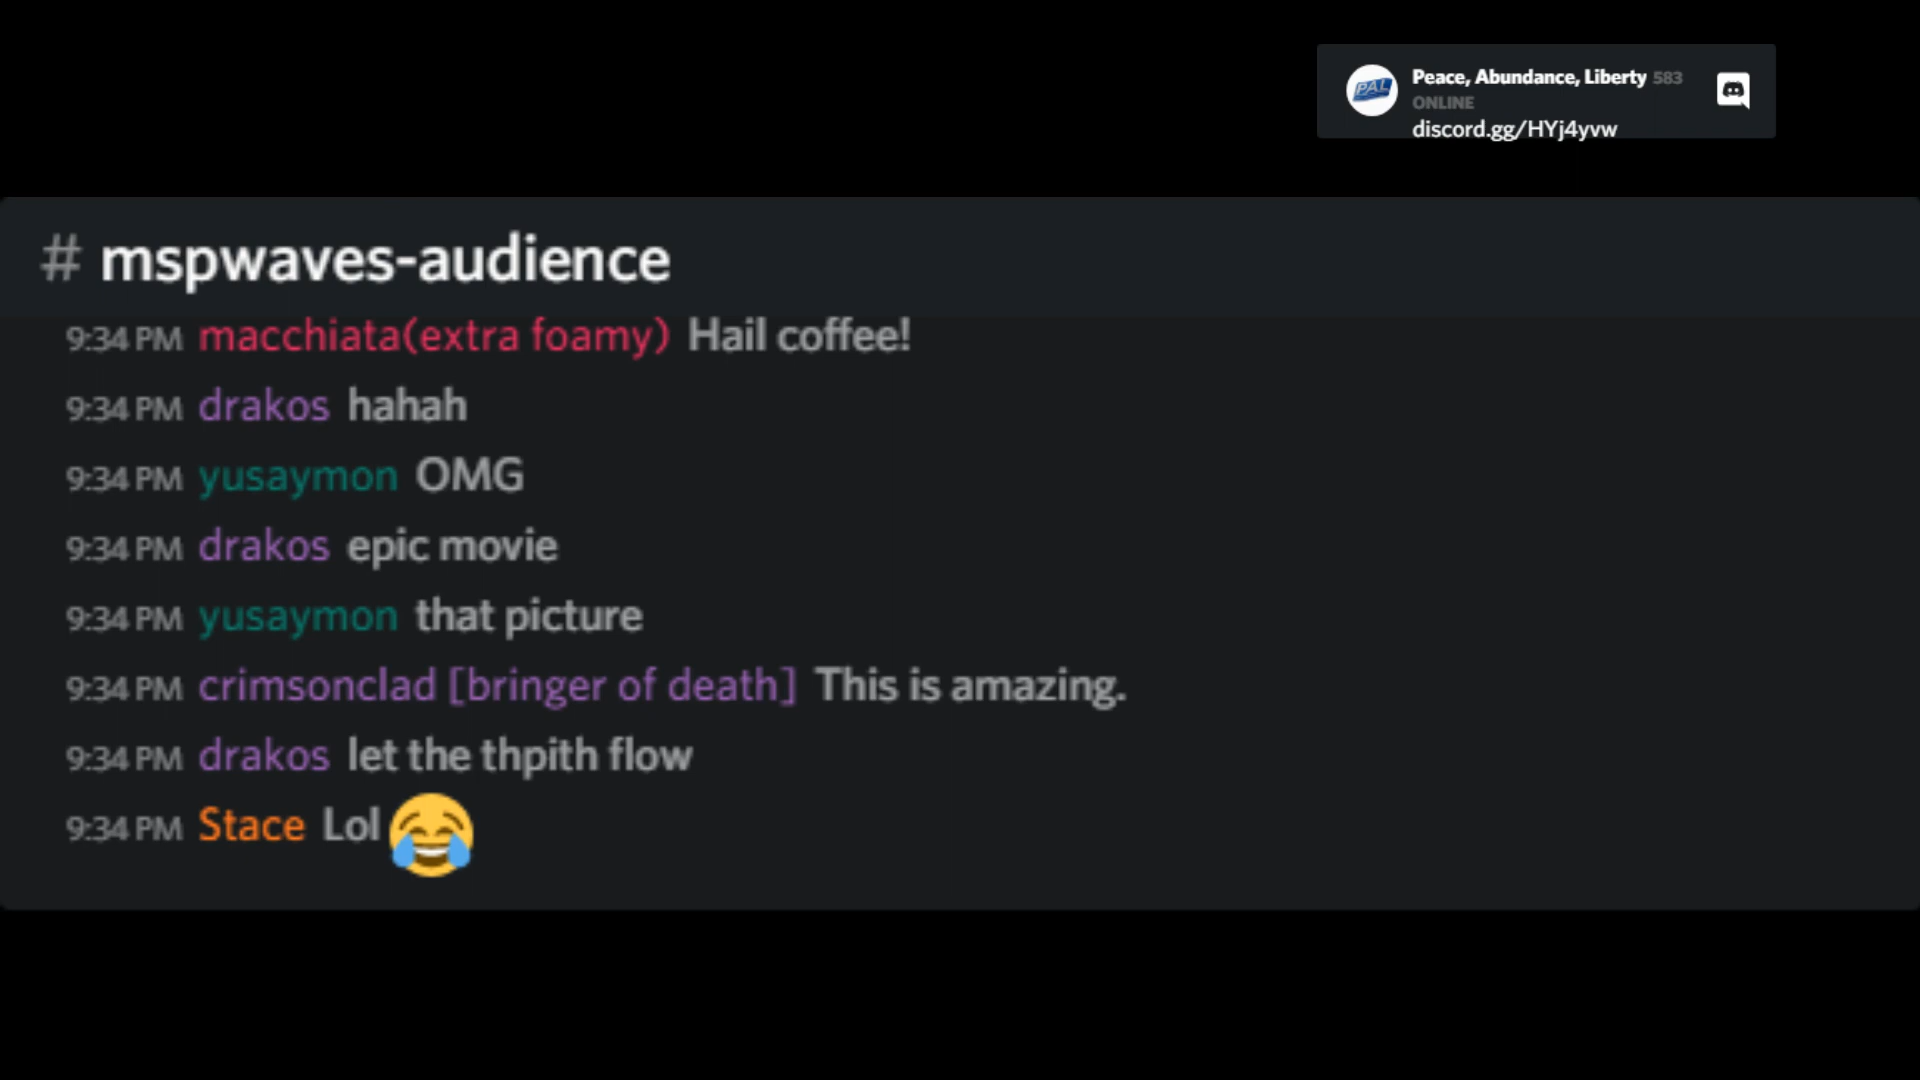 PAL
Peace, Abundance, Liberty 583
ONLINE
discord.gg/HYj4yvw
# mspwaves-audience
9:34 PM macchiata(extra foamy) Hail coffee!
9:34 PM drakos hahah
9:34 PM yusaymon OMG
9:34 PM drakos epic movie
9:34 PM yusaymon that picture
9:34 PM crimsonclad [bringer of death] This is amazing.
9:34 PM drakos let the thpith flow
9:34 PM Stace Lol 😂